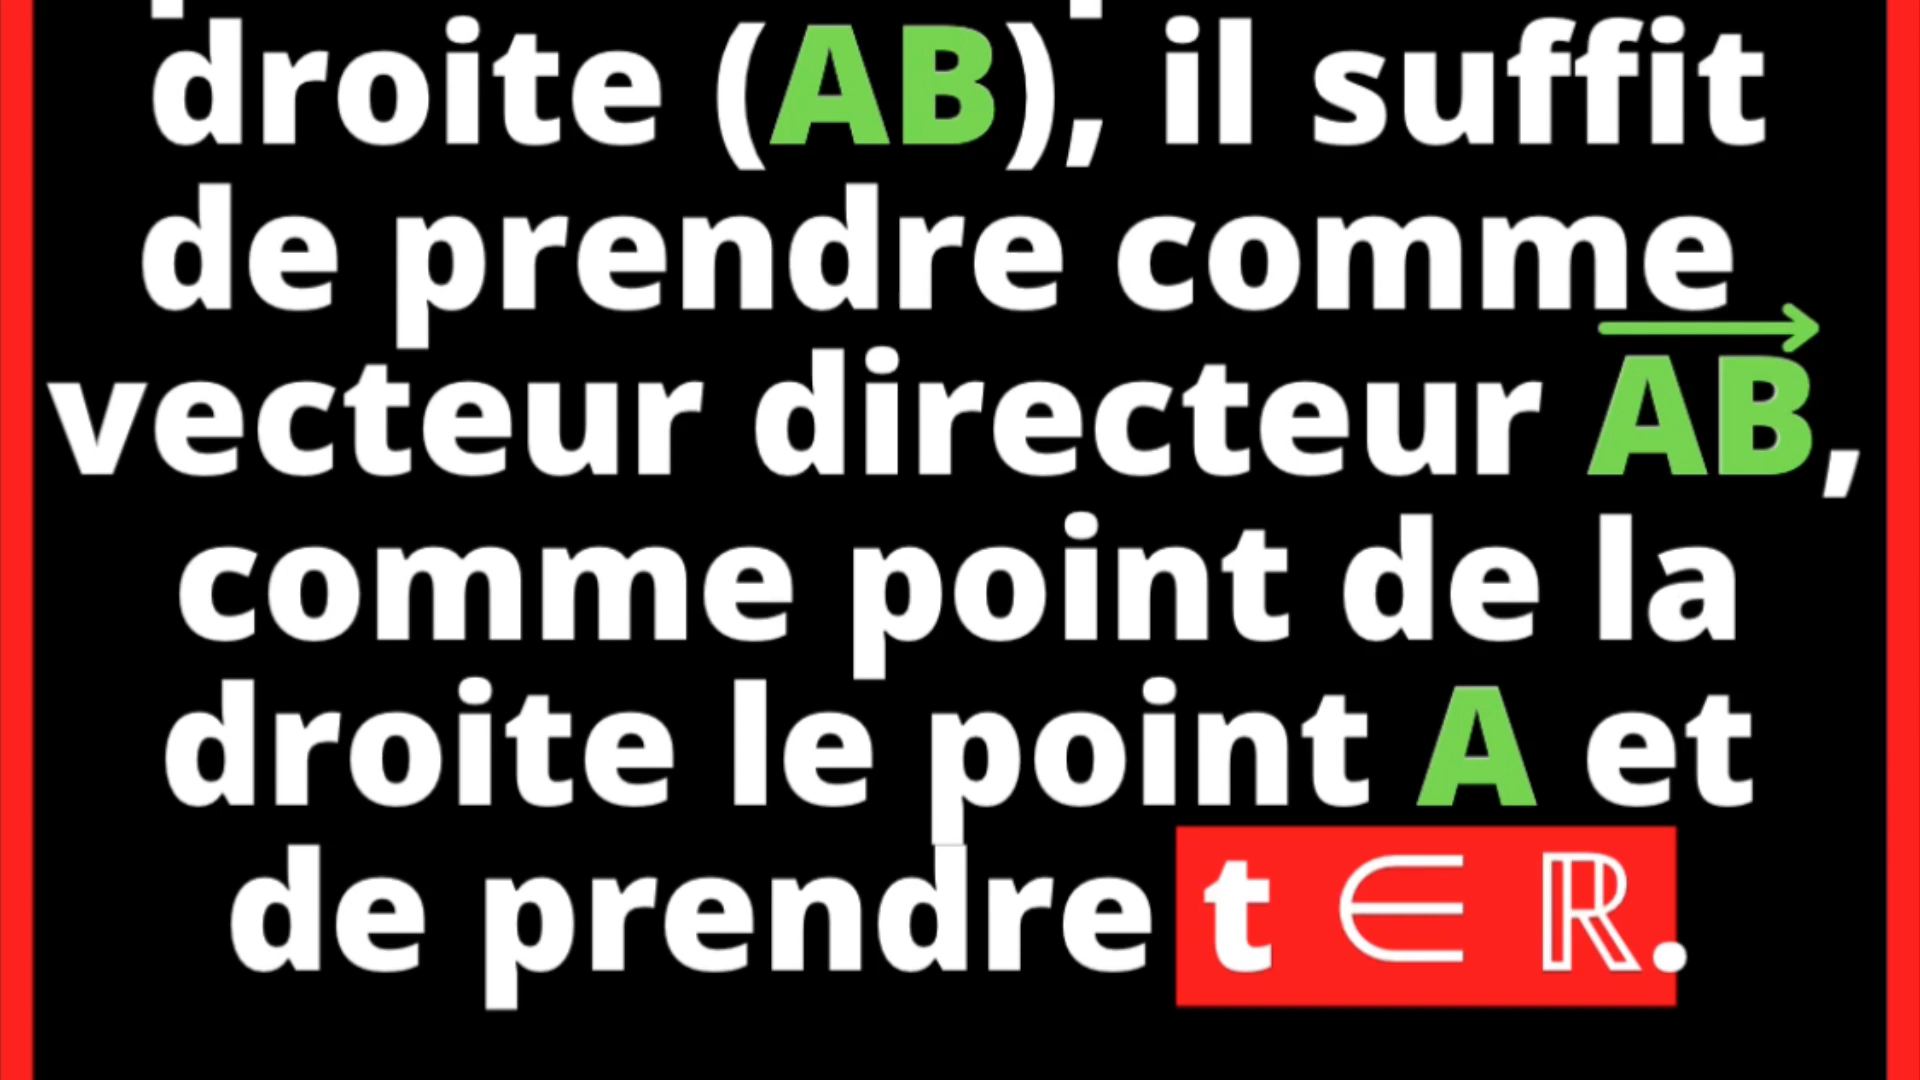 droite (AB), il suffit
de prendre comme
vecteur directeur \overrightarrow{AB},
comme point de la
droite le point A et
de prendre t ∈ ℝ.